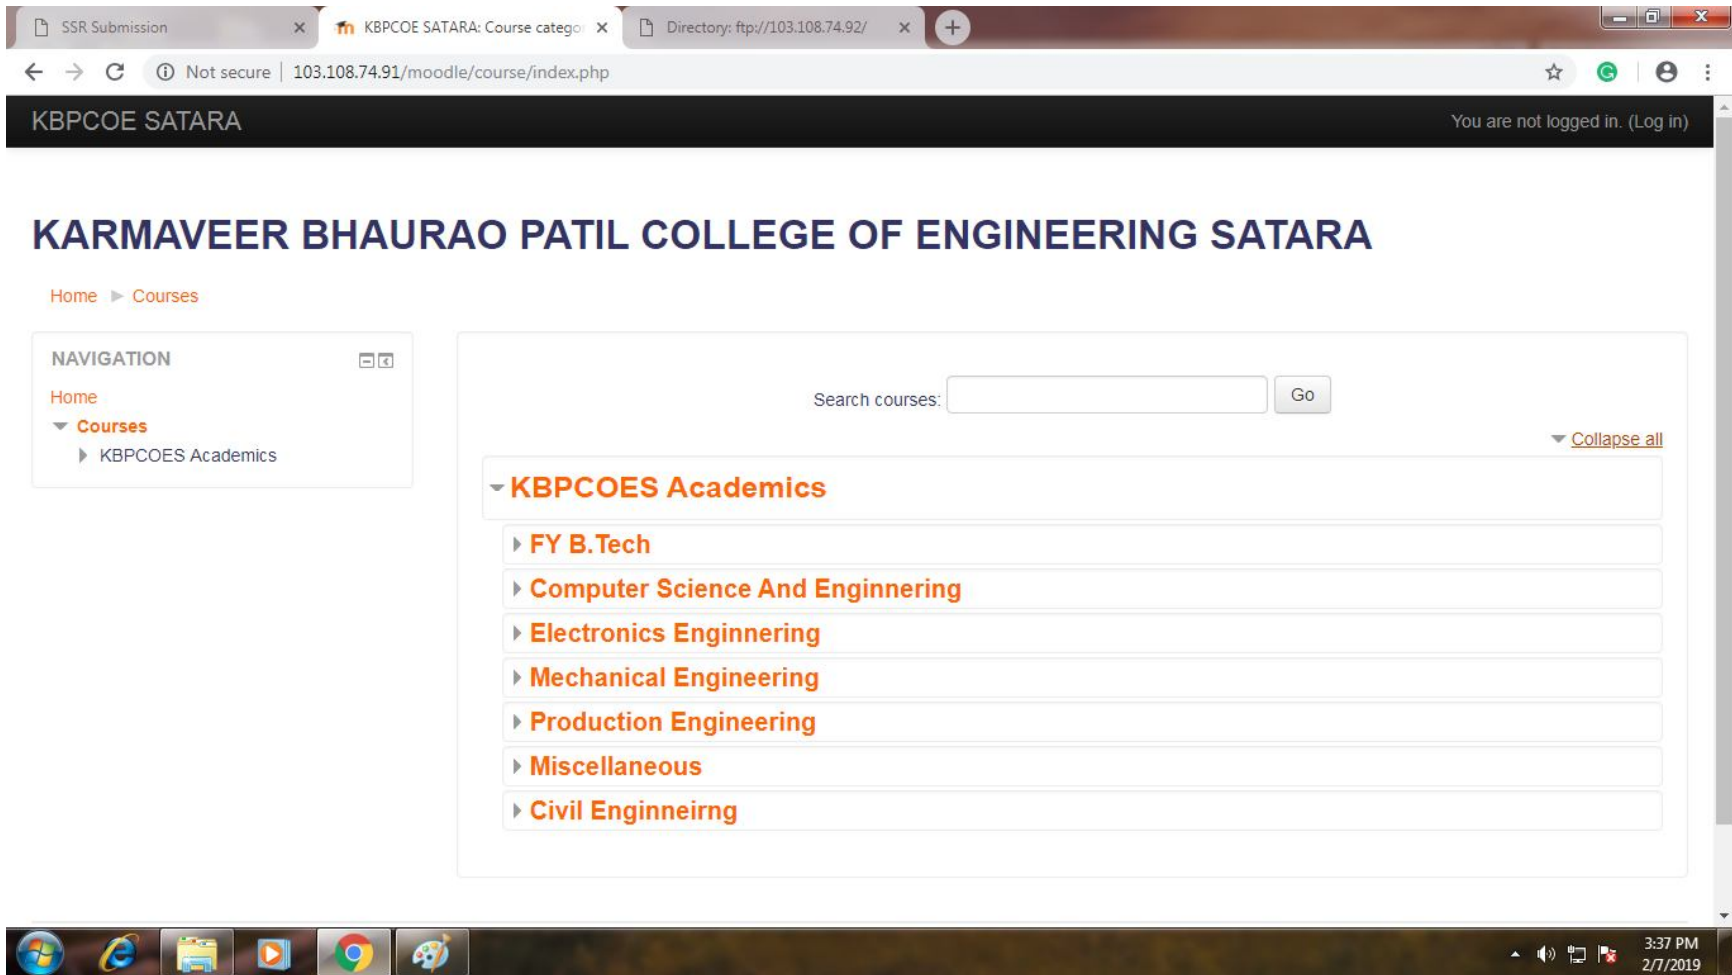 SSR Submission
KBPCOE SATARA: Course catego
Directory: ftp://103.108.74.92/
Not secure | 103.108.74.91/moodle/course/index.php
KBPCOE SATARA
You are not logged in. (Log in)
KARMAVEER BHAURAO PATIL COLLEGE OF ENGINEERING SATARA
Home ► Courses
NAVIGATION
Home
Courses
KBPCOES Academics
Search courses:
Go
Collapse all
KBPCOES Academics
FY B.Tech
Computer Science And Enginnering
Electronics Enginnering
Mechanical Engineering
Production Engineering
Miscellaneous
Civil Enginneirng
3:37 PM
2/7/2019